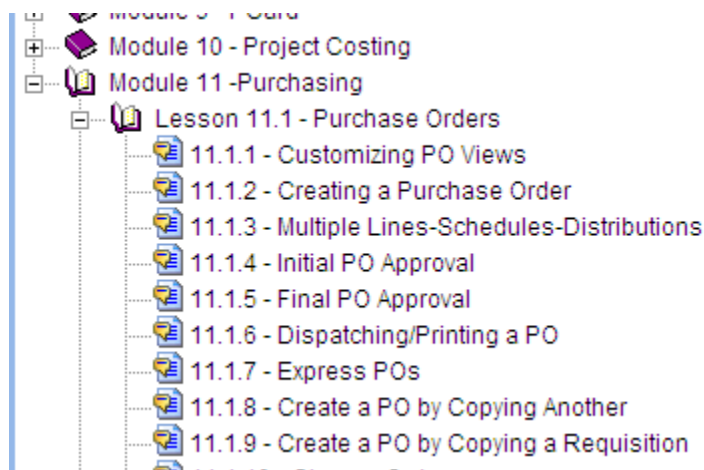 Module 10 - Project Costing
Module 11 -Purchasing
Lesson 11.1 - Purchase Orders
11.1.1 - Customizing PO Views
11.1.2 - Creating a Purchase Order
11.1.3 - Multiple Lines-Schedules-Distributions
11.1.4 - Initial PO Approval
11.1.5 - Final PO Approval
11.1.6 - Dispatching/Printing a PO
11.1.7 - Express POs
11.1.8 - Create a PO by Copying Another
11.1.9 - Create a PO by Copying a Requisition